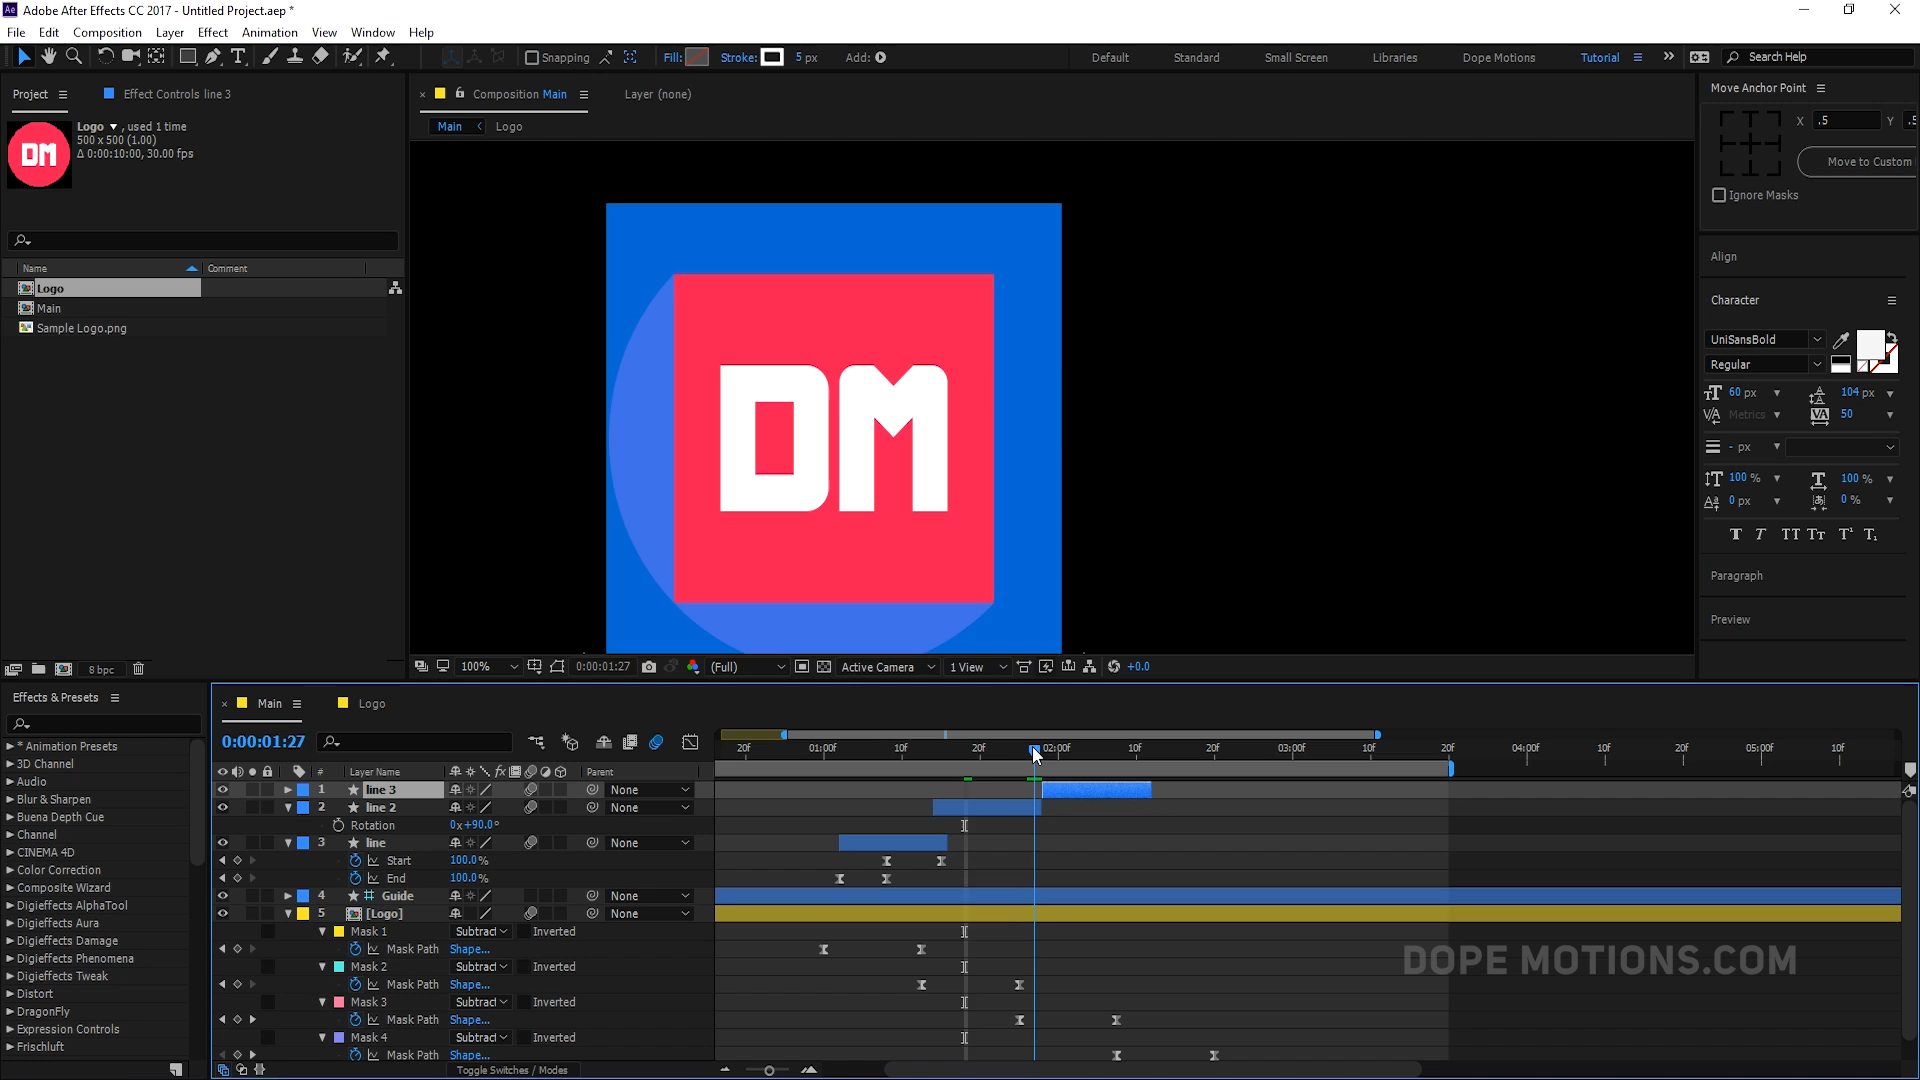 Adobe After Effects CC 2017 - Untitled Project.aep *
File Edit Composition Layer Effect Animation View Window Help
Snapping Fill: Stroke: 5 px Add: Default Standard Small Screen Libraries Dope Motions Tutorial Search Help
Project Effect Controls line 3
Composition Main Layer (none)
Move Anchor Point
Main Logo
X .5 Y .5
Logo , used 1 time
500 x 500 (1.00)
Δ 0:00:10:00, 30.00 fps
Move to Custom
Ignore Masks
Align
Name Comment
Logo
Main
Sample Logo.png
Character
UniSansBold
Regular
60 px 104 px
Metrics 50
- px
100 % 100 %
0 px 0 %
T T TT Tт T¹ T₁
Paragraph
Preview
DM
DM
8 bpc
100% 0:00:01:27 (Full) Active Camera 1 View +0.0
Effects & Presets
* Animation Presets
3D Channel
Audio
Blur & Sharpen
Buena Depth Cue
Channel
CINEMA 4D
Color Correction
Composite Wizard
Digieffects AlphaTool
Digieffects Aura
Digieffects Damage
Digieffects Phenomena
Digieffects Tweak
Distort
DragonFly
Expression Controls
Frischluft
Main Logo
0:00:01:27
20f 01:00f 10f 20f 02:00f 10f 20f 03:00f 10f 20f 04:00f 10f 20f 05:00f 10f
# Layer Name Parent
1 line 3 None
2 line 2 None
Rotation 0x+90.0°
3 line None
Start 100.0%
End 100.0%
4 Guide None
5 [Logo] None
Mask 1 Subtract Inverted
Mask Path Shape...
Mask 2 Subtract Inverted
Mask Path Shape...
Mask 3 Subtract Inverted
Mask Path Shape...
Mask 4 Subtract Inverted
Mask Path Shape...
Toggle Switches / Modes
DOPE MOTIONS.COM